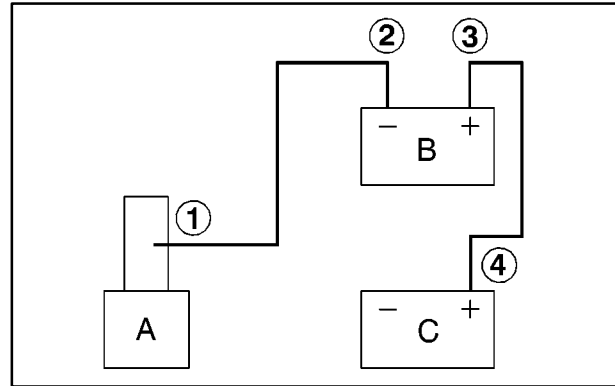 ② ③
− +
B
①
④
− +
A C